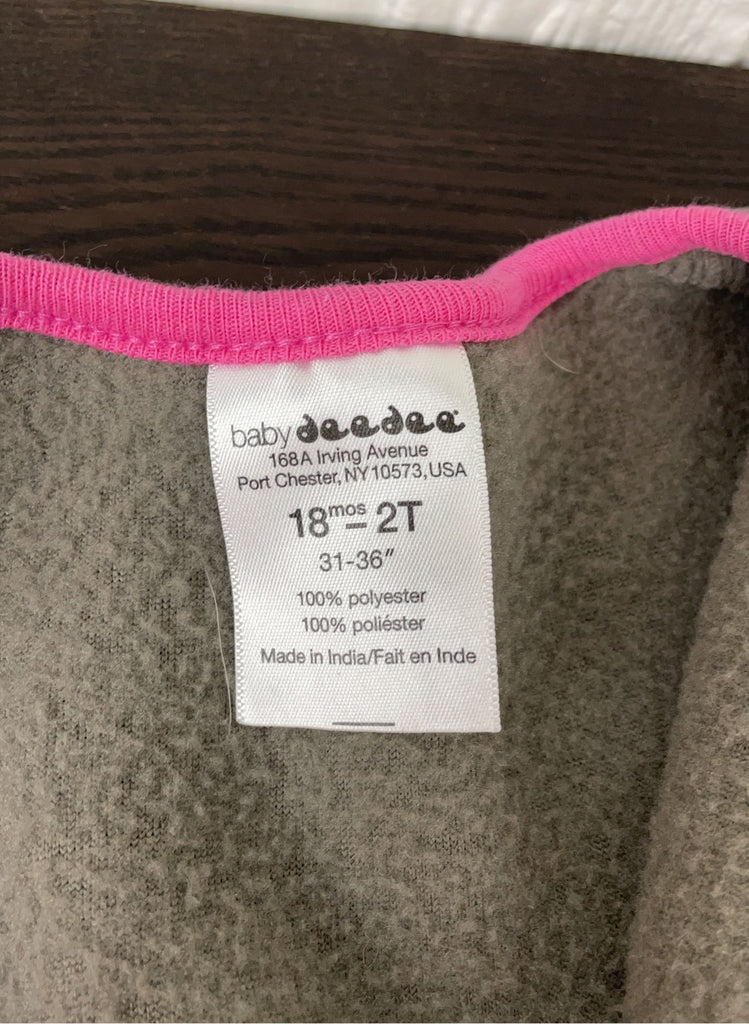 baby deedee
168A Irving Avenue
Port Chester, NY 10573, USA
18mos – 2T
31-36"
100% polyester
100% poliéster
Made in India/Fait en Inde